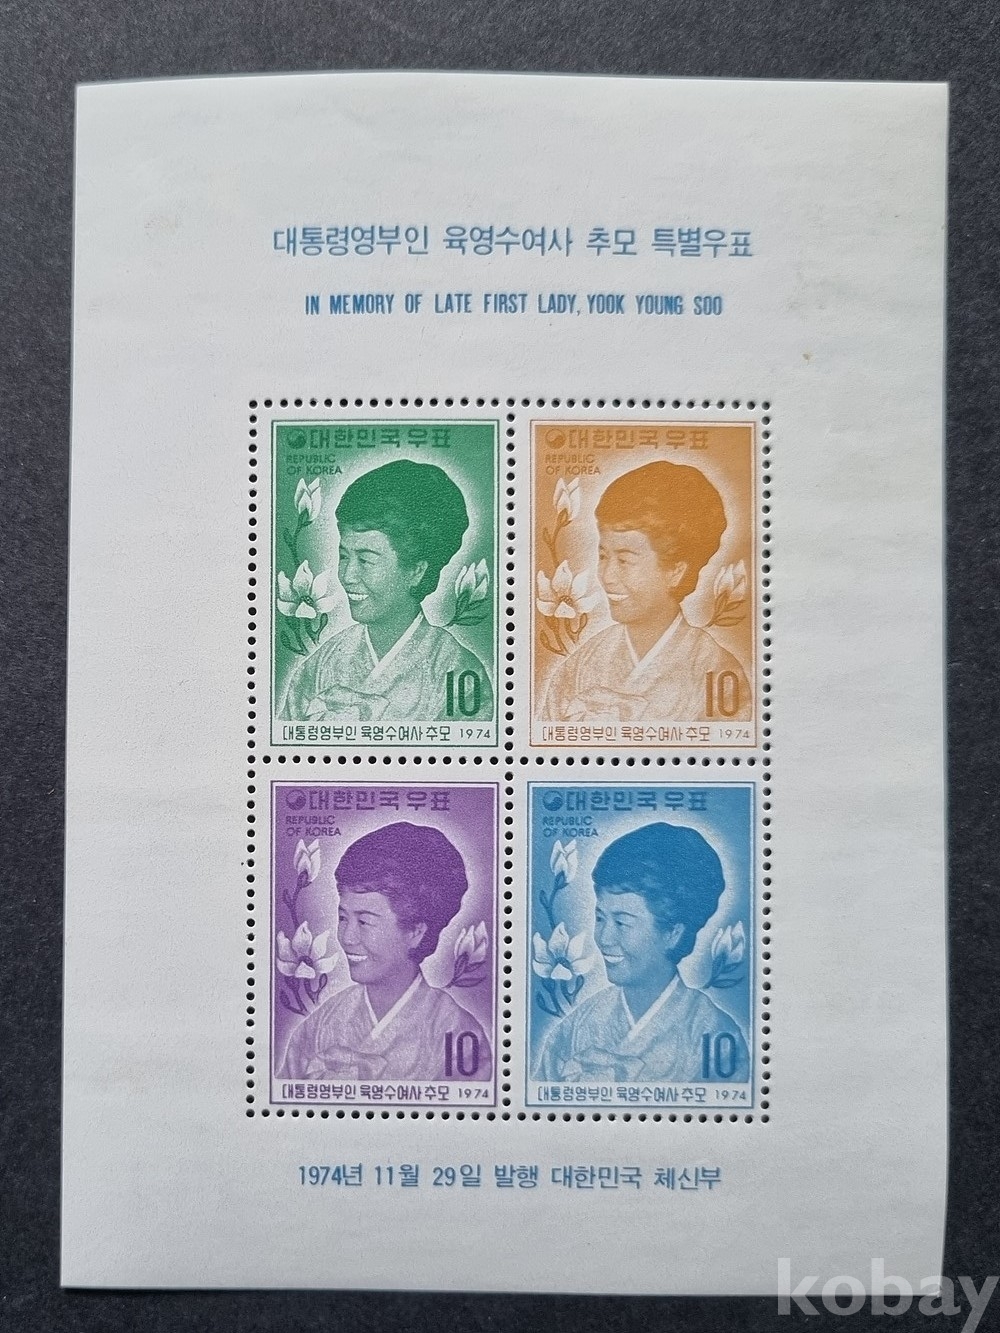 대통령영부인 육영수여사 추모 특별우표
IN MEMORY OF LATE FIRST LADY, YOOK YOUNG SOO
대한민국우표
REPUBLIC
OF KOREA
10
대통령영부인 육영수여사 추모 1974
대한민국우표
REPUBLIC
OF KOREA
10
대통령영부인 육영수여사 추모 1974
대한민국우표
REPUBLIC
OF KOREA
10
대통령영부인 육영수여사 추모 1974
대한민국우표
REPUBLIC
OF KOREA
10
대통령영부인 육영수여사 추모 1974
1974년 11월 29일 발행 대한민국 체신부
kobay